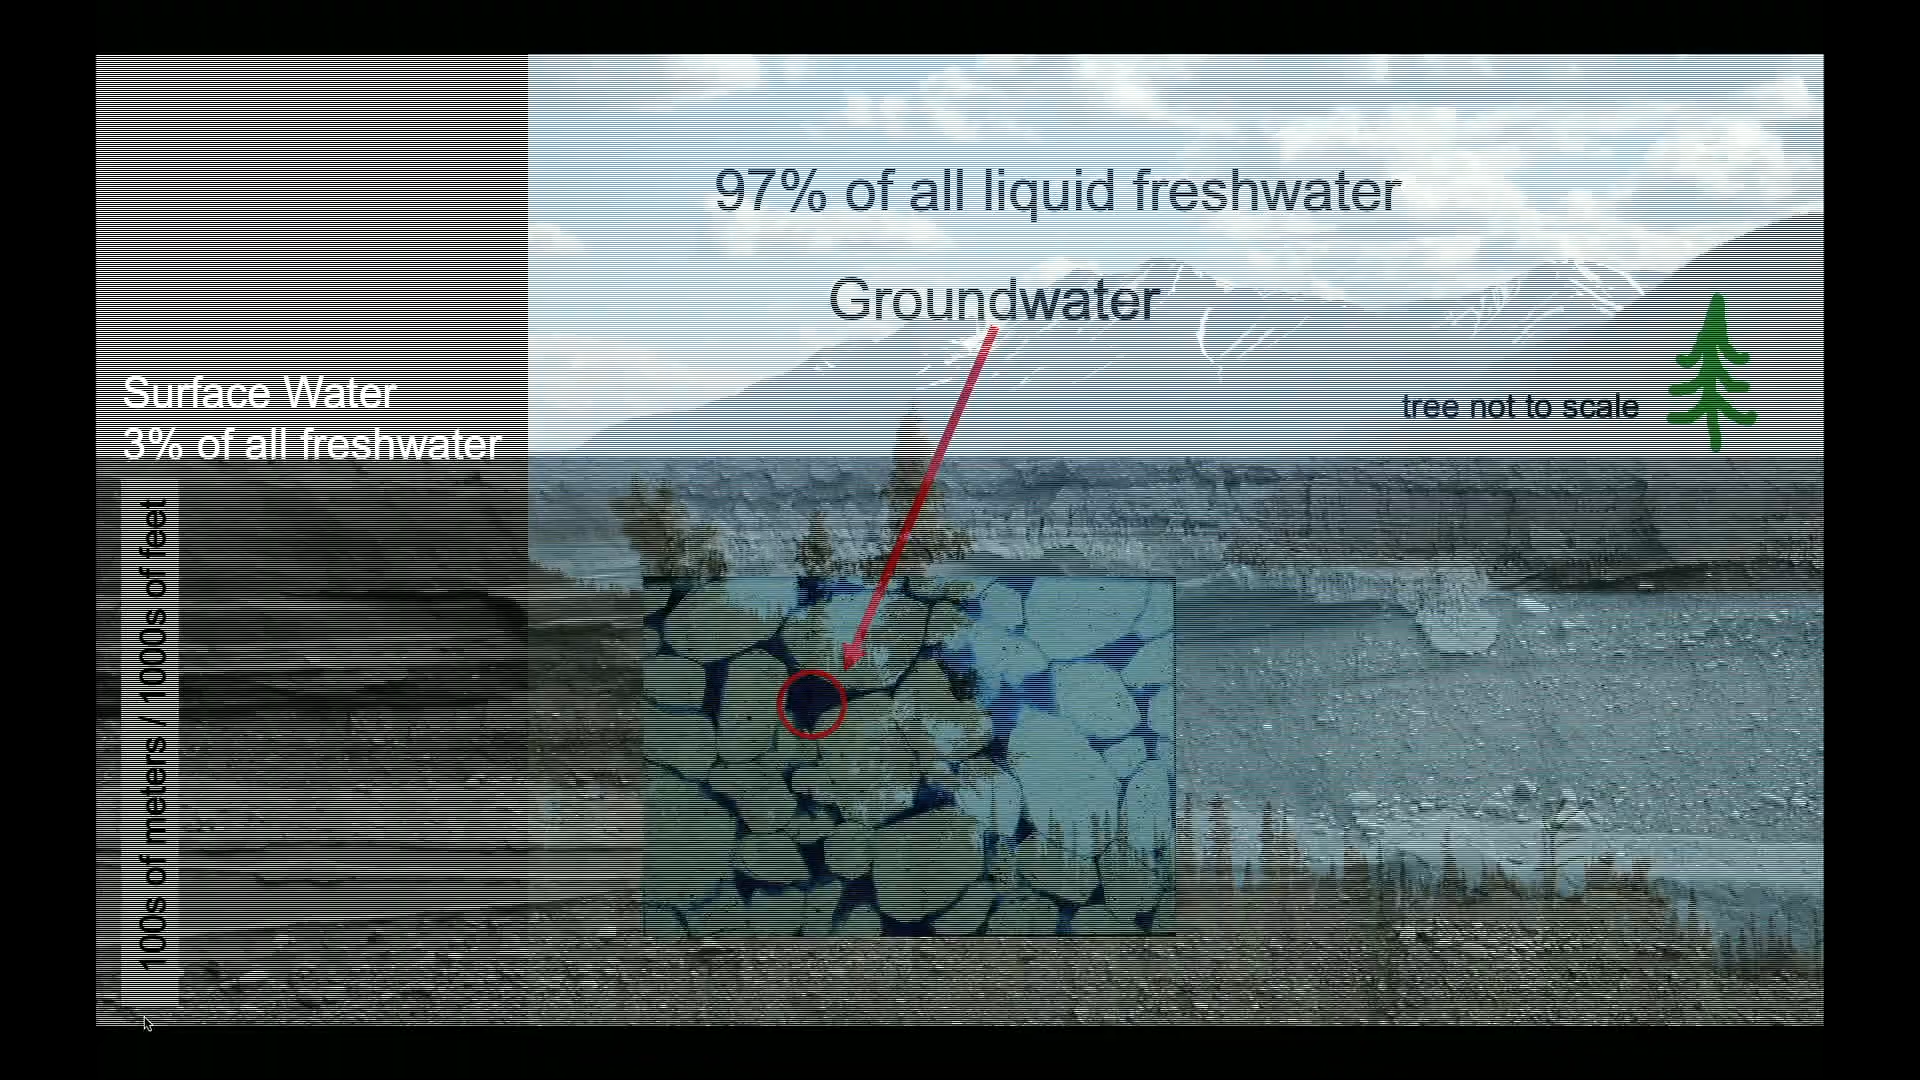 97% of all liquid freshwater
Groundwater
Surface Water
3% of all freshwater
tree not to scale
100s of meters / 1000s of feet